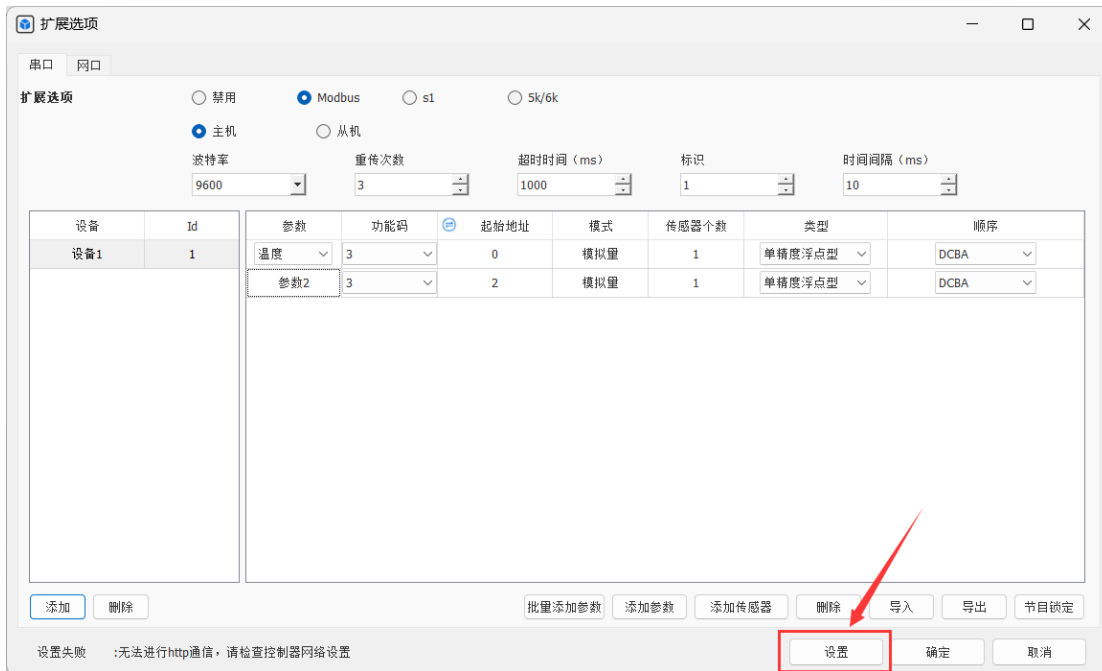 扩展选项
串口 网口
扩展选项 禁用 Modbus s1 5k/6k
主机 从机
波特率 重传次数 超时时间（ms） 标识 时间间隔（ms）
9600 3 1000 1 10
设备 Id 参数 功能码 起始地址 模式 传感器个数 类型 顺序
设备1 1 温度 3 0 模拟量 1 单精度浮点型 DCBA
参数2 3 2 模拟量 1 单精度浮点型 DCBA
添加 删除 批量添加参数 添加参数 添加传感器 删除 导入 导出 节目锁定
设置失败 :无法进行http通信，请检查控制器网络设置 设置 确定 取消